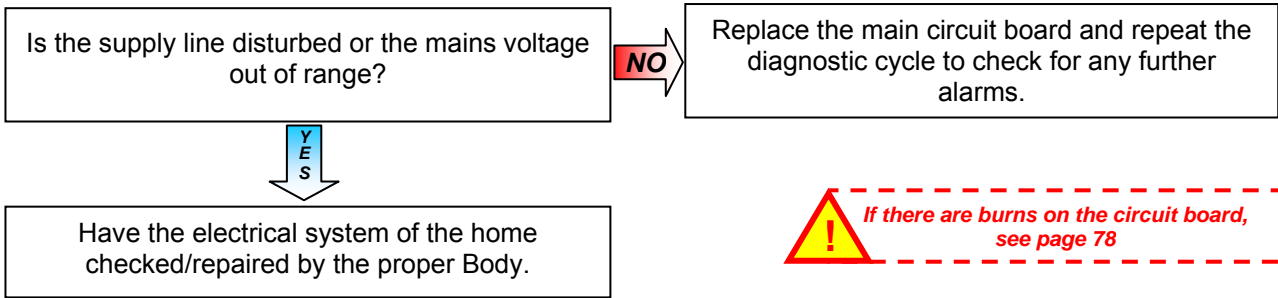 Is the supply line disturbed or the mains voltage
out of range?
NO
Replace the main circuit board and repeat the
diagnostic cycle to check for any further
alarms.
Y
E
S
Have the electrical system of the home
checked/repaired by the proper Body.
!
If there are burns on the circuit board,
see page 78